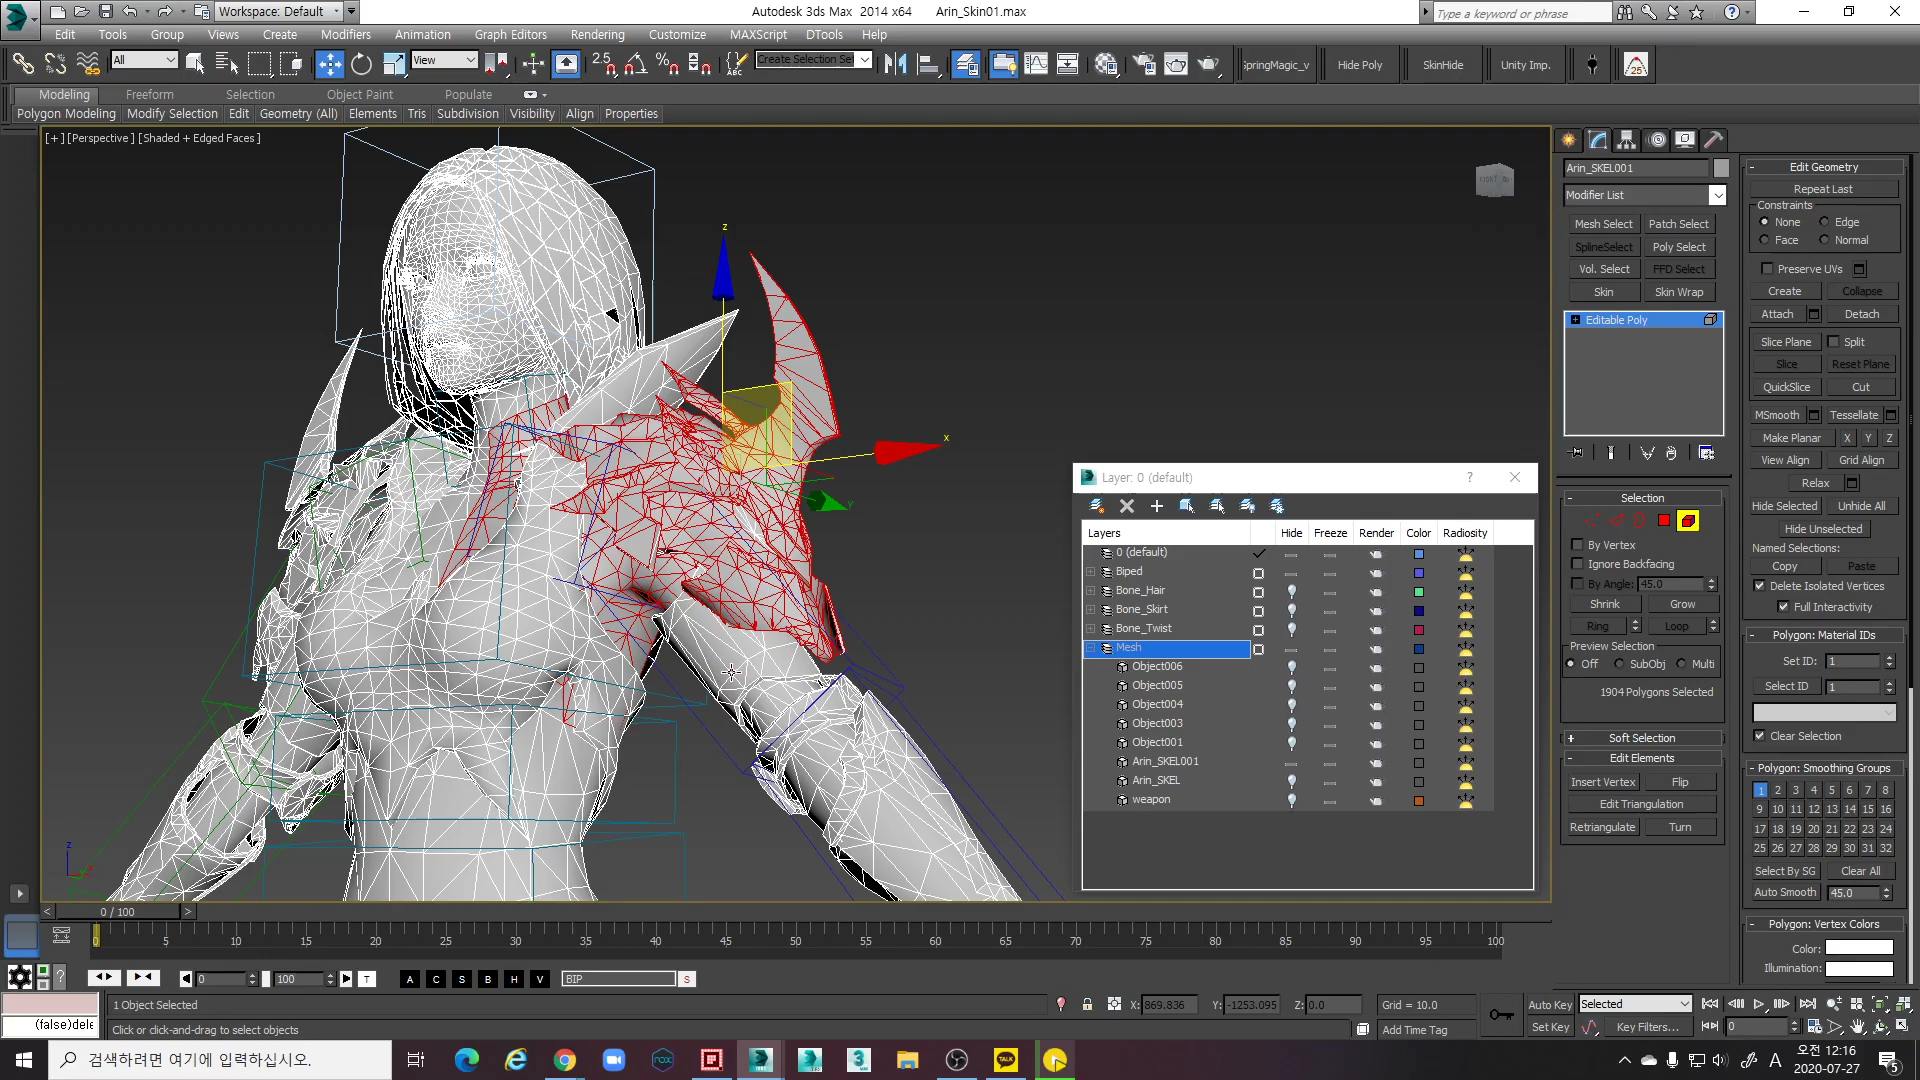 Workspace: Default
Autodesk 3ds Max 2014 x64 Arin_Skin01.max
Type a keyword or phrase
Edit Tools Group Views Create Modifiers Animation Graph Editors Rendering Customize MAXScript DTools Help
All View 2.5 Create Selection Set SpringMagic_v Hide Poly SkinHide Unity Imp. 25
Modeling Freeform Selection Object Paint Populate
Polygon Modeling Modify Selection Edit Geometry (All) Elements Tris Subdivision Visibility Align Properties
[+][Perspective][Shaded + Edged Faces]
z
x
y
Layer: 0 (default)
Layers Hide Freeze Render Color Radiosity
0 (default)
Biped
Bone_Hair
Bone_Skirt
Bone_Twist
Mesh
Object006
Object005
Object004
Object003
Object001
Arin_SKEL001
Arin_SKEL
weapon
Arin_SKEL001
Modifier List
Mesh Select Patch Select
SplineSelect Poly Select
Vol. Select FFD Select
Skin Skin Wrap
Editable Poly
Selection
By Vertex
Ignore Backfacing
By Angle: 45.0
Shrink Grow
Ring Loop
Preview Selection
Off SubObj Multi
1904 Polygons Selected
Soft Selection
Edit Elements
Insert Vertex Flip
Edit Triangulation
Retriangulate Turn
Edit Geometry
Repeat Last
Constraints
None Edge
Face Normal
Preserve UVs
Create Collapse
Attach Detach
Slice Plane Split
Slice Reset Plane
QuickSlice Cut
MSmooth Tessellate
Make Planar X Y Z
View Align Grid Align
Relax
Hide Selected Unhide All
Hide Unselected
Named Selections:
Copy Paste
Delete Isolated Vertices
Full Interactivity
Polygon: Material IDs
Set ID: 1
Select ID 1
Clear Selection
Polygon: Smoothing Groups
1 2 3 4 5 6 7 8
9 10 11 12 13 14 15 16
17 18 19 20 21 22 23 24
25 26 27 28 29 30 31 32
Select By SG Clear All
Auto Smooth 45.0
Polygon: Vertex Colors
Color:
Illumination:
0 / 100
0 5 10 15 20 25 30 35 40 45 50 55 60 65 70 75 80 85 90 95 100
0 100 T A C S B H V BIP S
1 Object Selected X: 869.836 Y: -1253.095 Z: 0.0 Grid = 10.0 Auto Key Selected
(false)dele Click or click-and-drag to select objects Add Time Tag Set Key Key Filters... 0
검색하려면 여기에 입력하십시오.
TALK
A
오전 12:16
2020-07-27
5